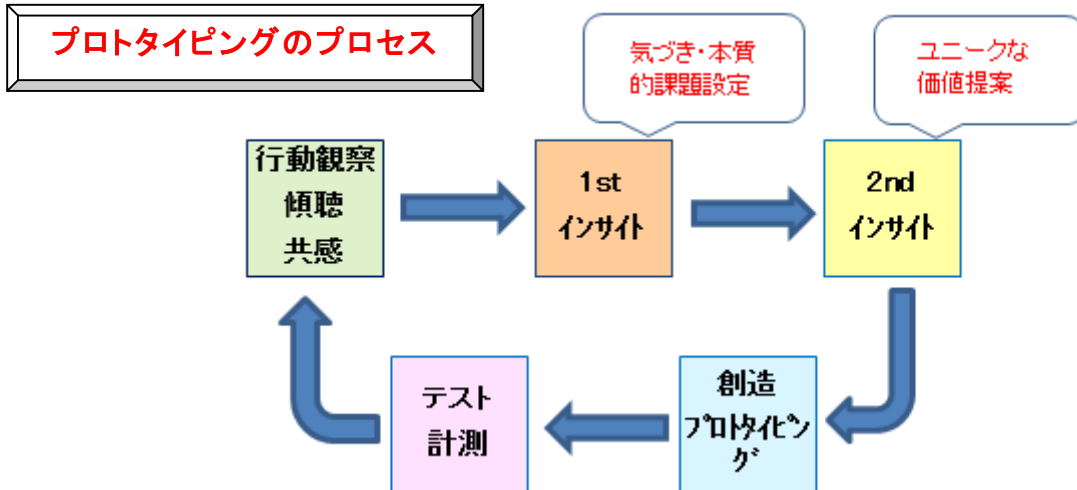 プロトタイピングのプロセス
気づき・本質
的課題設定
ユニークな
価値提案
行動観察
傾聴
共感
1st
インサイト
2nd
インサイト
テスト
計測
創造
プロトタイピン
グ